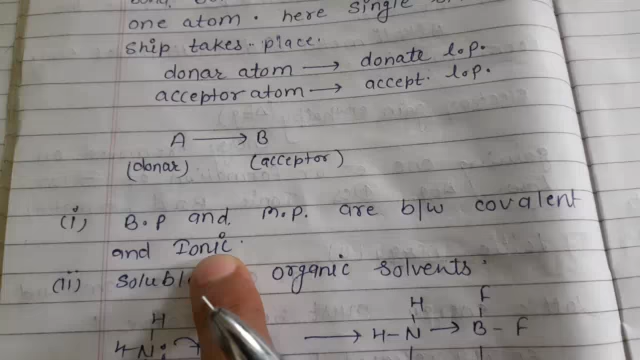 one atom. here single
ship takes place.
donar atom → donate l.p.
acceptor atom → accept. l.p.
A → B
(donar) (acceptor)
(i) B.P and M.P. are b/w covalent
and Ionic.
(ii) organic solvents.
H H F
H-N: → H-N → B-F